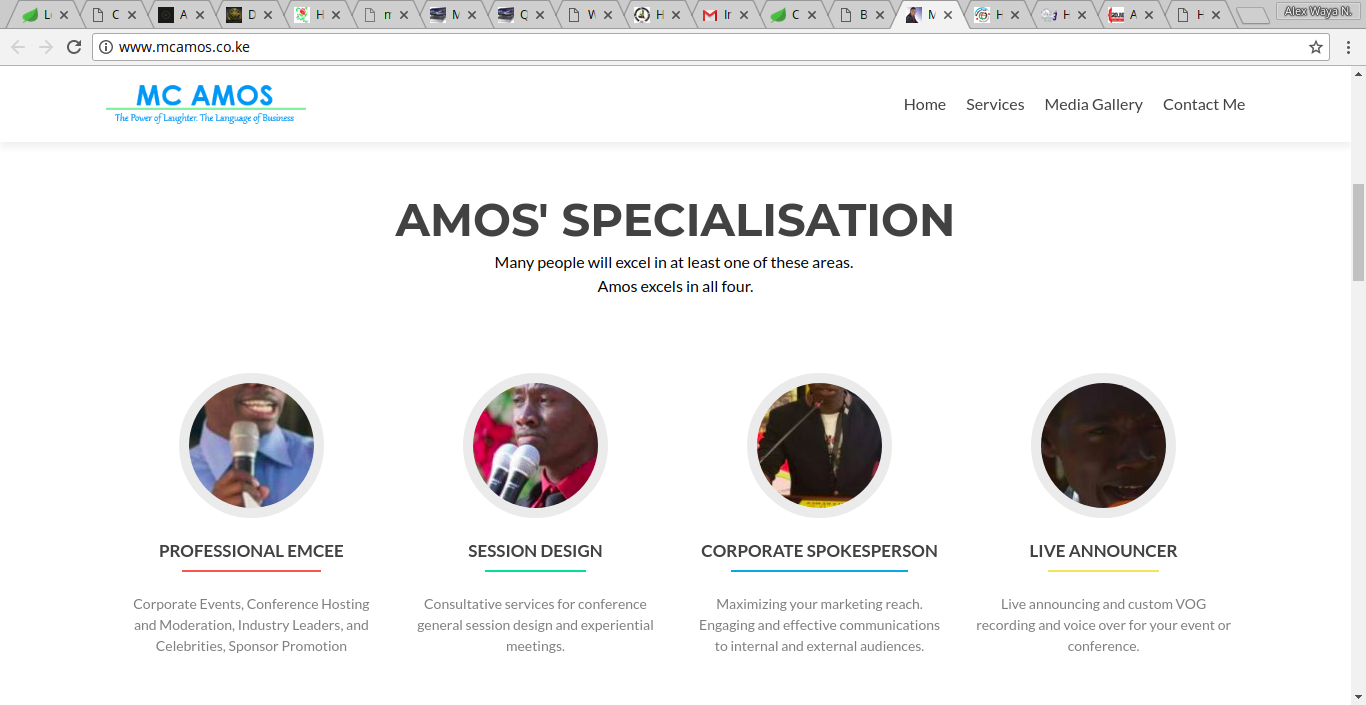 Alex Waya N.
www.mcamos.co.ke
MC AMOS
The Power of Laughter. The Language of Business
Home Services Media Gallery Contact Me
AMOS' SPECIALISATION
Many people will excel in at least one of these areas.
Amos excels in all four.
PROFESSIONAL EMCEE
Corporate Events, Conference Hosting
and Moderation, Industry Leaders, and
Celebrities, Sponsor Promotion
SESSION DESIGN
Consultative services for conference
general session design and experiential
meetings.
CORPORATE SPOKESPERSON
Maximizing your marketing reach.
Engaging and effective communications
to internal and external audiences.
LIVE ANNOUNCER
Live announcing and custom VOG
recording and voice over for your event or
conference.